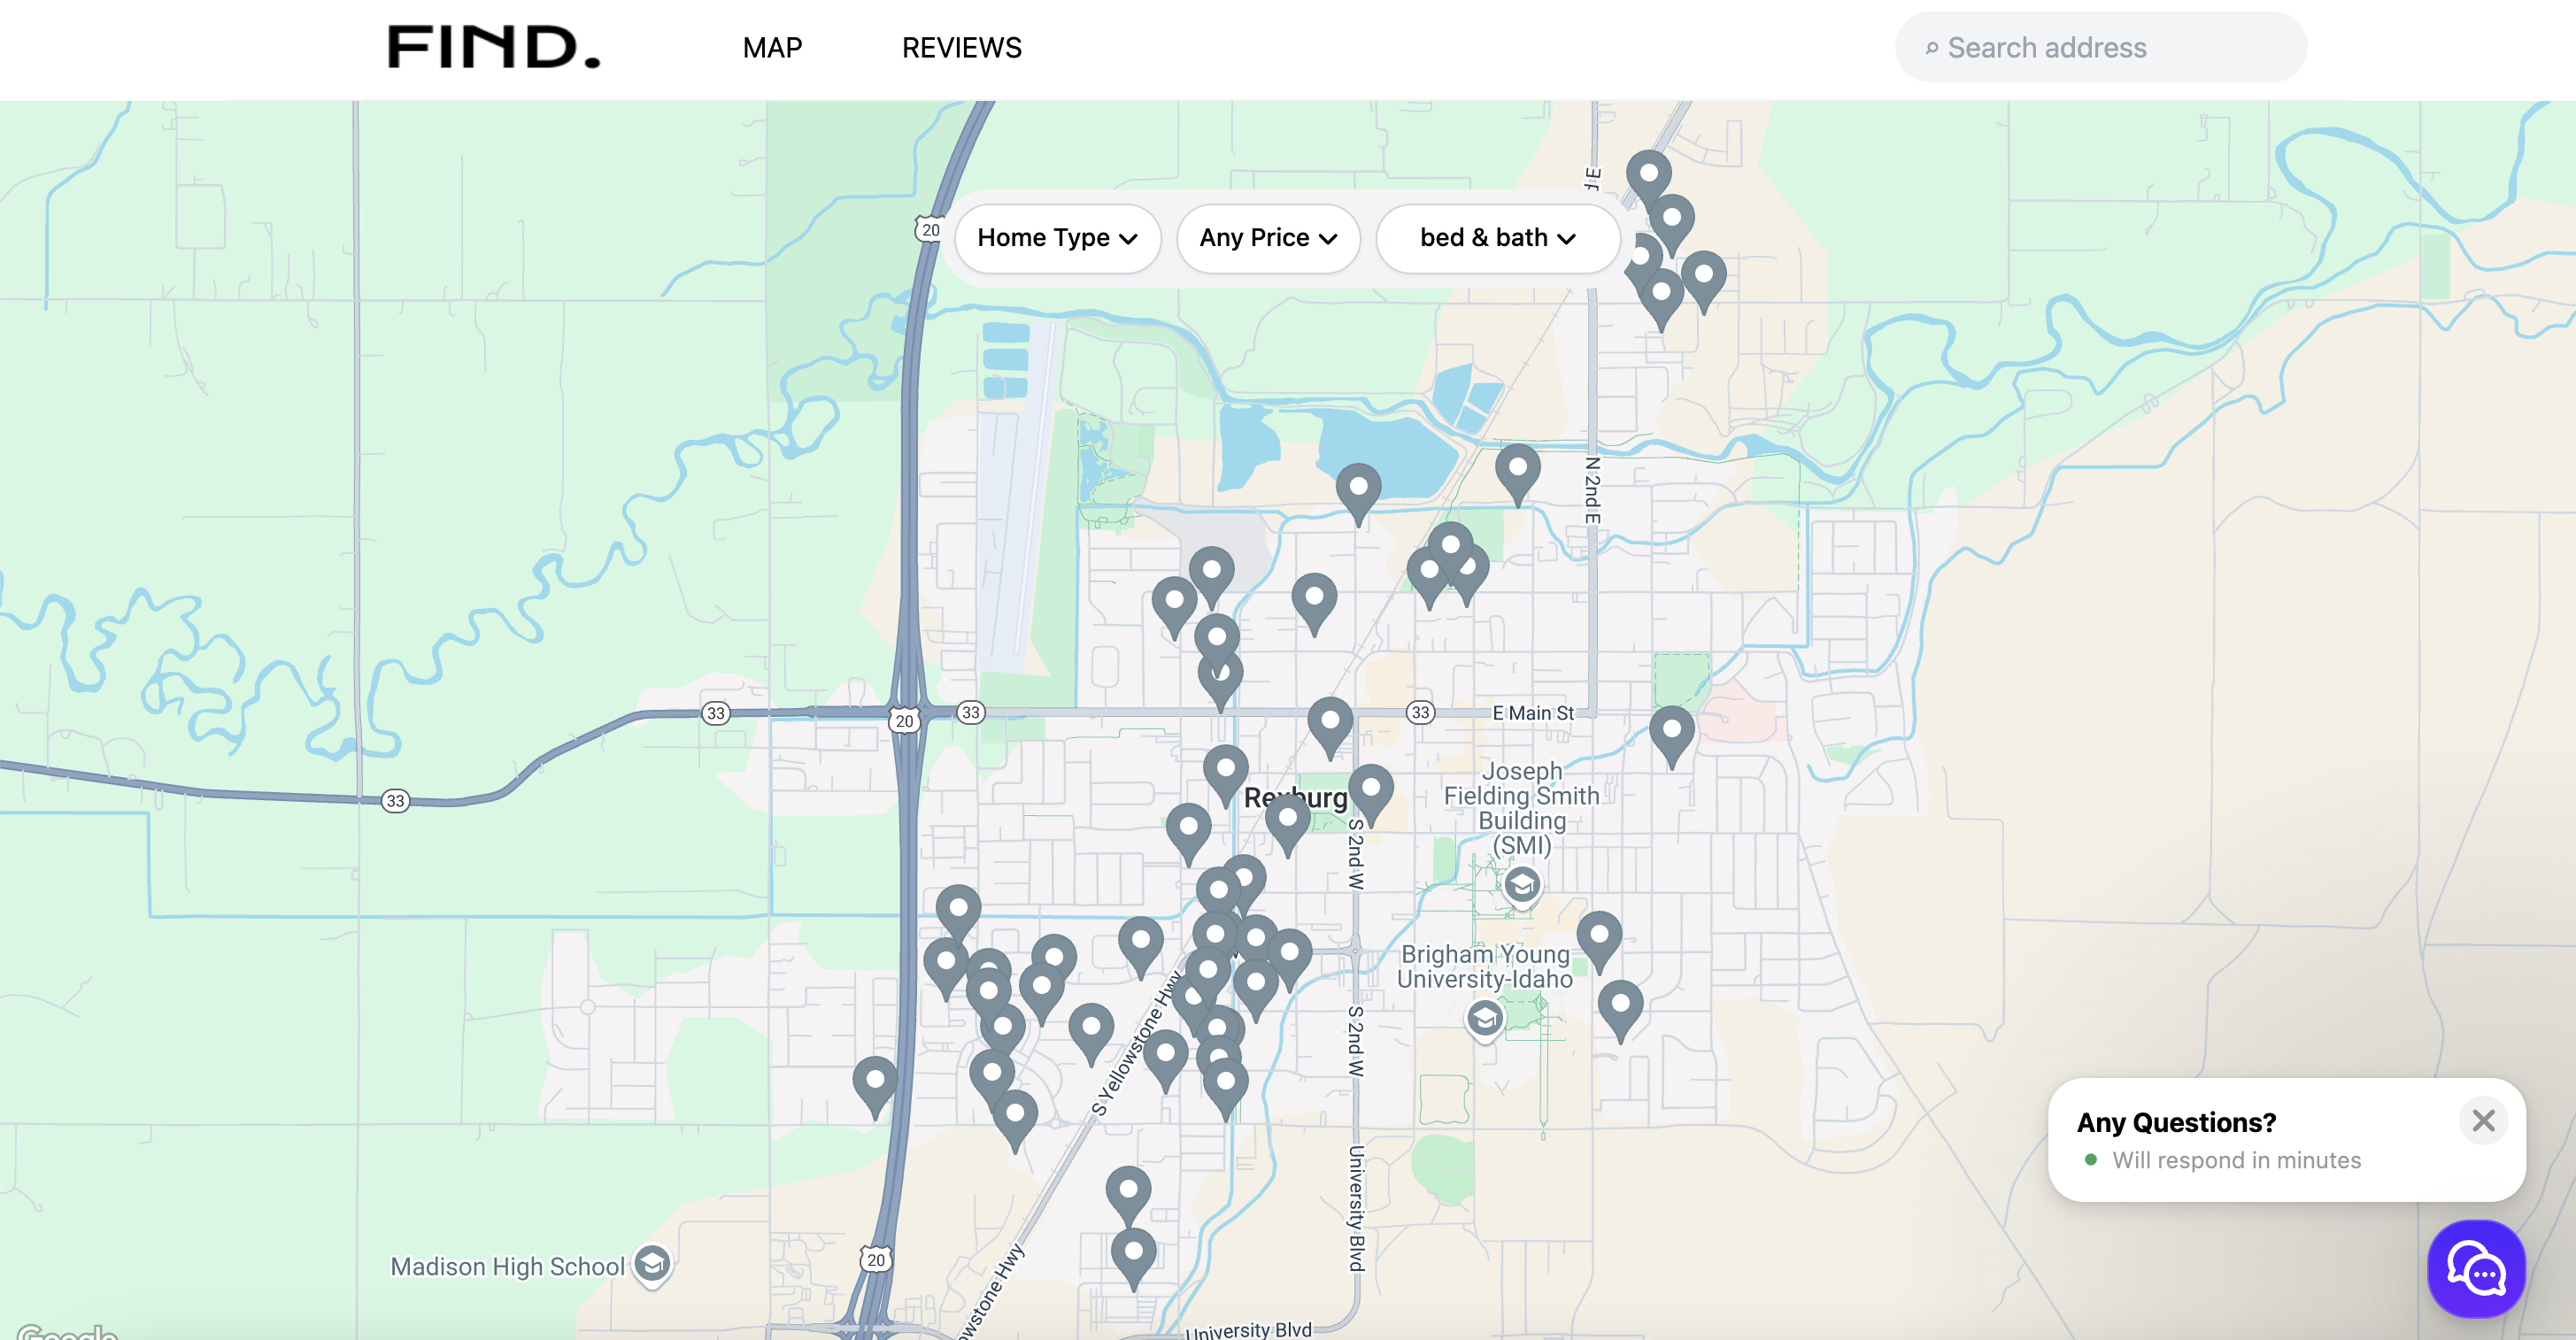 FIND.
MAP
REVIEWS
Search address
20
Home Type
Any Price
bed & bath
N 2nd E
33
20
33
33
E Main St
33
Rexburg
Joseph
Fielding Smith
Building
(SMI)
S 2nd W
Brigham Young
University-Idaho
S Yellowstone Hwy
S 2nd W
Any Questions?
Will respond in minutes
University Blvd
Madison High School
20
University Blvd
Google